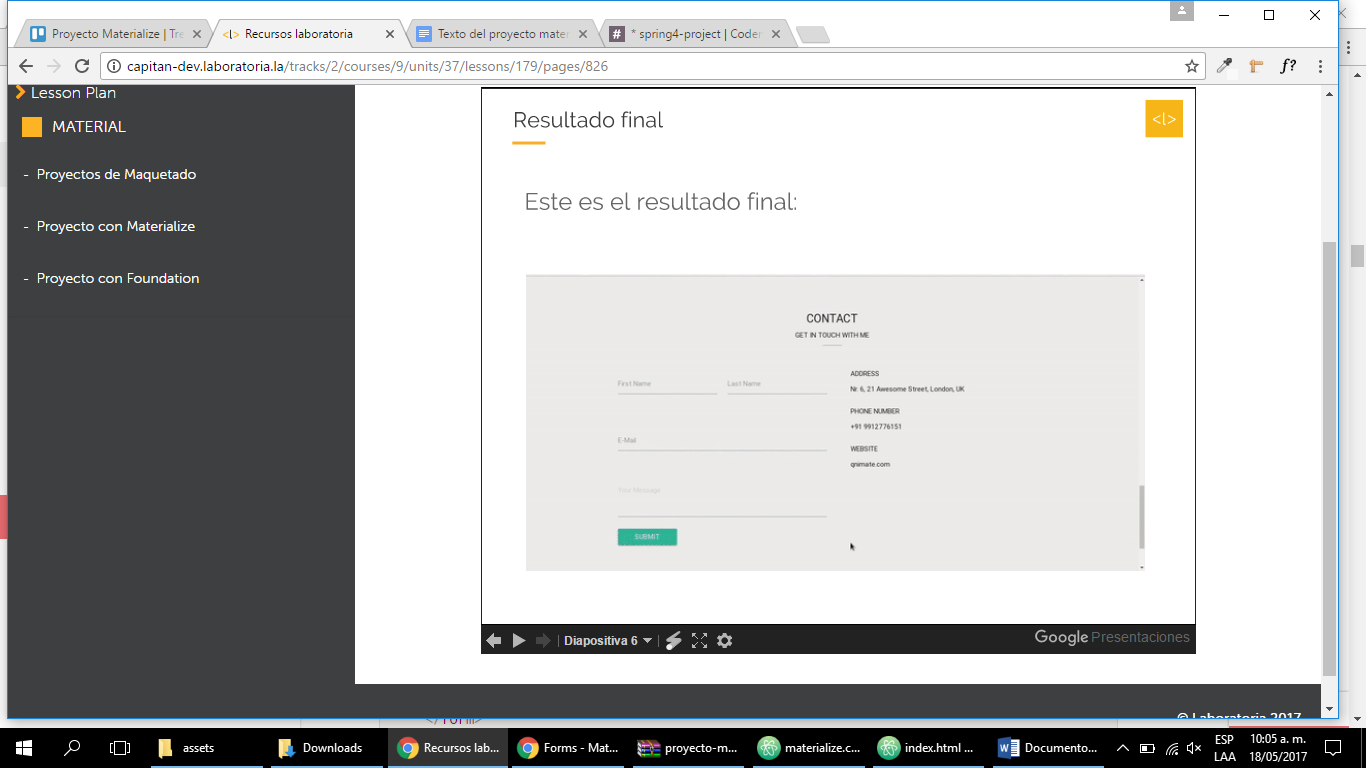 Proyecto Materialize | Tre
<l> Recursos laboratoria
Texto del proyecto mater
# * spring4-project | Coder
capitan-dev.laboratoria.la/tracks/2/courses/9/units/37/lessons/179/pages/826
f?
Lesson Plan
MATERIAL
- Proyectos de Maquetado
- Proyecto con Materialize
- Proyecto con Foundation
Resultado final
<l>
Este es el resultado final:
CONTACT
GET IN TOUCH WITH ME
First Name
Last Name
E-Mail
Your Message
SUBMIT
ADDRESS
Nr. 6, 21 Awesome Street, London, UK
PHONE NUMBER
+91 9912776151
WEBSITE
qnimate.com
Diapositiva 6
Google Presentaciones
© Laboratoria 2017
assets
Downloads
Recursos lab...
Forms - Mat...
proyecto-m...
materialize.c...
index.html ...
Documento...
ESP
LAA
10:05 a. m.
18/05/2017